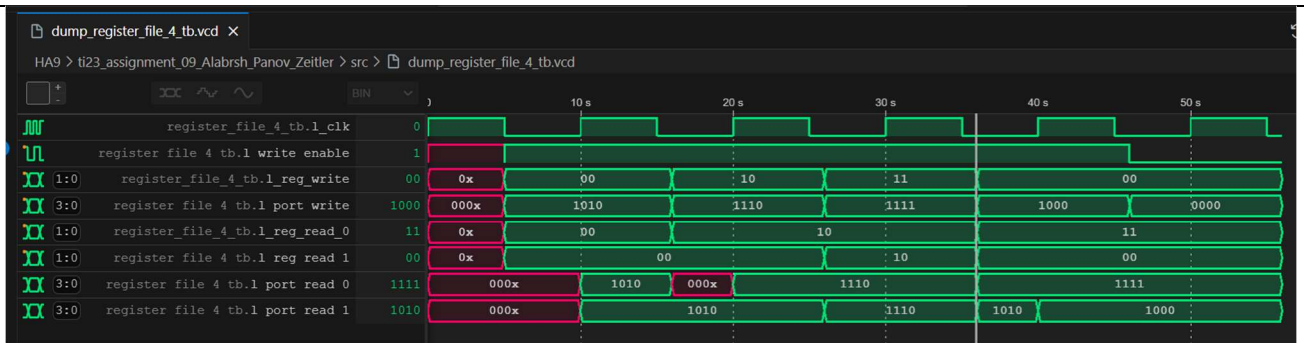 dump_register_file_4_tb.vcd ×
HA9 > ti23_assignment_09_Alabrsh_Panov_Zeitler > src > dump_register_file_4_tb.vcd
+ - BIN
10 s 20 s 30 s 40 s 50 s
register_file_4_tb.l_clk 0
register file 4 tb.l write enable 1
1:0 register_file_4_tb.l_reg_write 00 0x 00 10 11 00
3:0 register file 4 tb.l port write 1000 000x 1010 1110 1111 1000 0000
1:0 register_file_4_tb.l_reg_read_0 11 0x 00 10 11
1:0 register file 4 tb.l reg read 1 00 0x 00 10 00
3:0 register file 4 tb.l port read 0 1111 000x 1010 000x 1110 1111
3:0 register file 4 tb.l port read 1 1010 000x 1010 1110 1010 1000